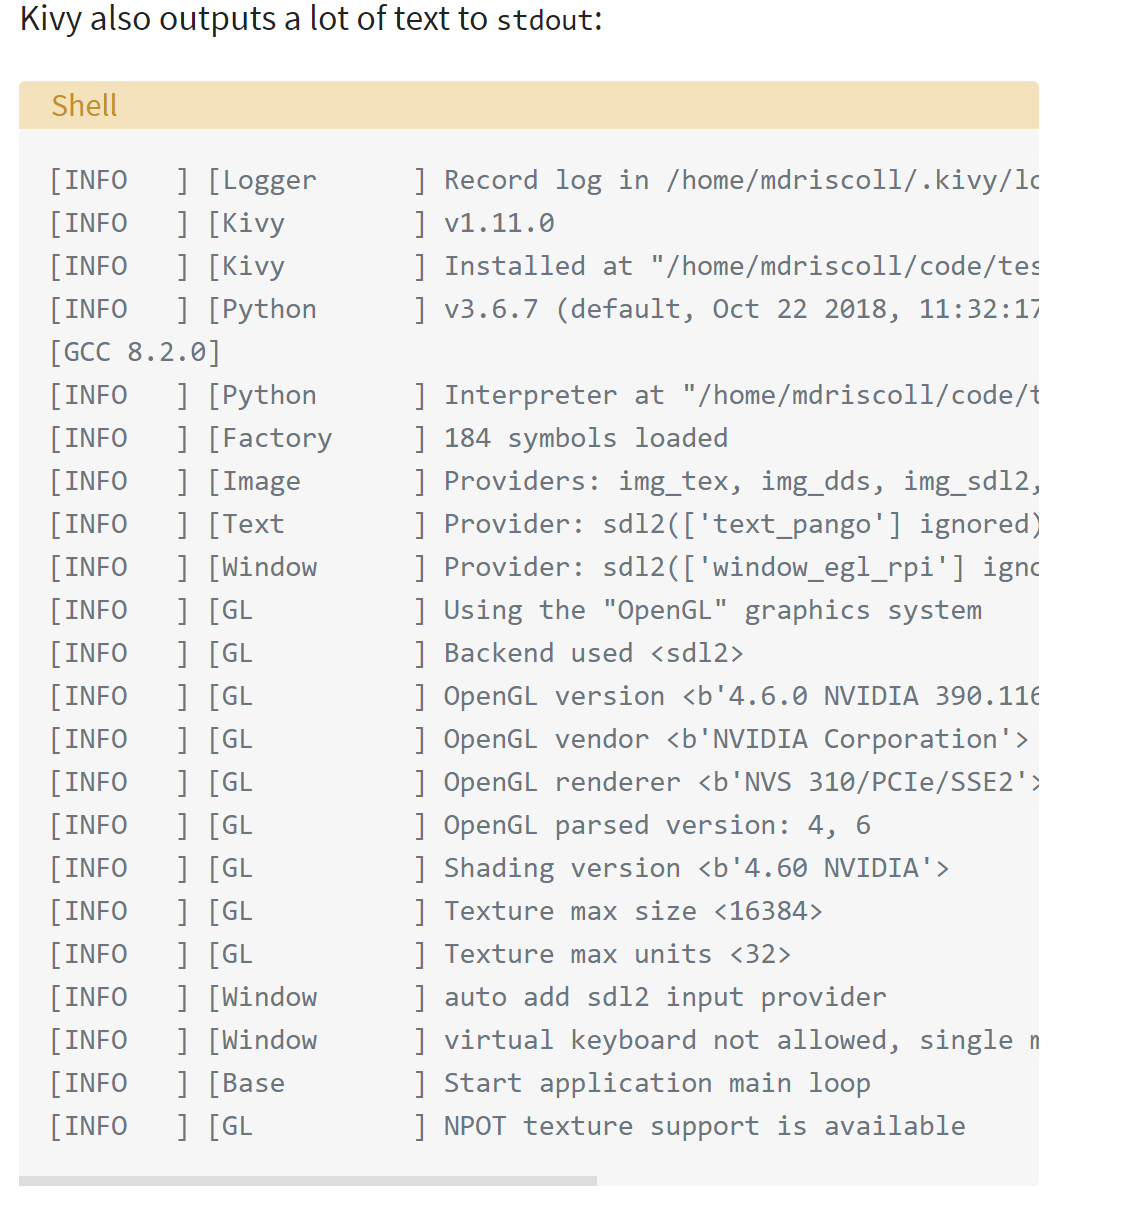 Kivy also outputs a lot of text to stdout:
Shell
[INFO   ] [Logger      ] Record log in /home/mdriscoll/.kivy/lo
[INFO   ] [Kivy        ] v1.11.0
[INFO   ] [Kivy        ] Installed at "/home/mdriscoll/code/tes
[INFO   ] [Python      ] v3.6.7 (default, Oct 22 2018, 11:32:17
[GCC 8.2.0]
[INFO   ] [Python      ] Interpreter at "/home/mdriscoll/code/t
[INFO   ] [Factory     ] 184 symbols loaded
[INFO   ] [Image       ] Providers: img_tex, img_dds, img_sdl2,
[INFO   ] [Text        ] Provider: sdl2(['text_pango'] ignored)
[INFO   ] [Window      ] Provider: sdl2(['window_egl_rpi'] igno
[INFO   ] [GL          ] Using the "OpenGL" graphics system
[INFO   ] [GL          ] Backend used <sdl2>
[INFO   ] [GL          ] OpenGL version <b'4.6.0 NVIDIA 390.116
[INFO   ] [GL          ] OpenGL vendor <b'NVIDIA Corporation'>
[INFO   ] [GL          ] OpenGL renderer <b'NVS 310/PCIe/SSE2'>
[INFO   ] [GL          ] OpenGL parsed version: 4, 6
[INFO   ] [GL          ] Shading version <b'4.60 NVIDIA'>
[INFO   ] [GL          ] Texture max size <16384>
[INFO   ] [GL          ] Texture max units <32>
[INFO   ] [Window      ] auto add sdl2 input provider
[INFO   ] [Window      ] virtual keyboard not allowed, single m
[INFO   ] [Base        ] Start application main loop
[INFO   ] [GL          ] NPOT texture support is available